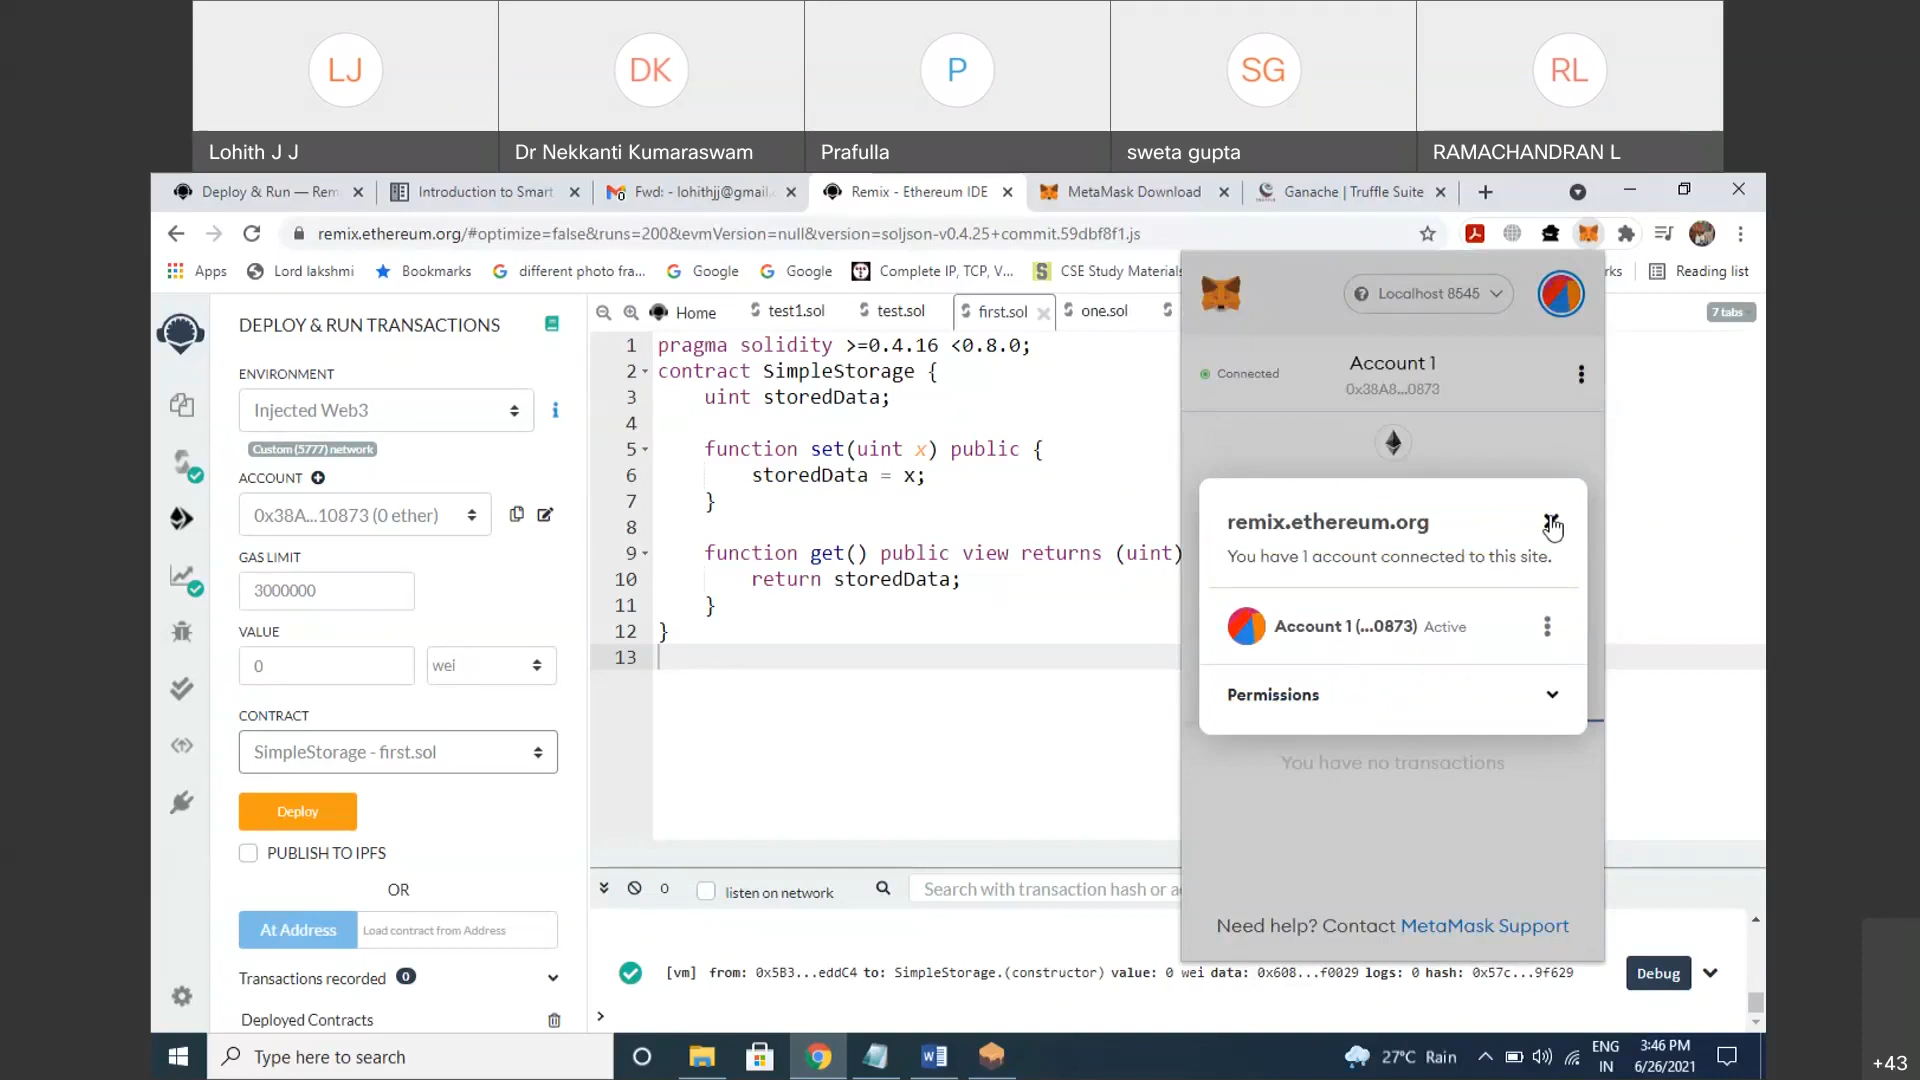 LJ
DK
P
SG
RL
Lohith J J
Dr Nekkanti Kumaraswam
Prafulla
sweta gupta
RAMACHANDRAN L
Deploy & Run — Rem
Introduction to Smart
Fwd: - lohithjj@gmail.
Remix - Ethereum IDE
MetaMask Download
Ganache | Truffle Suite
remix.ethereum.org/#optimize=false&runs=200&evmVersion=null&version=soljson-v0.4.25+commit.59dbf8f1.js
Apps
Lord lakshmi
Bookmarks
different photo fra...
Google
Google
Complete IP, TCP, V...
CSE Study Materials
rks
Reading list
DEPLOY & RUN TRANSACTIONS
ENVIRONMENT
Injected Web3
Custom (5777) network
ACCOUNT
0x38A...10873 (0 ether)
GAS LIMIT
3000000
VALUE
0
wei
CONTRACT
SimpleStorage - first.sol
Deploy
PUBLISH TO IPFS
OR
At Address
Load contract from Address
Transactions recorded 0
Deployed Contracts
Home
test1.sol
test.sol
first.sol
one.sol
7 tabs
1 pragma solidity >=0.4.16 <0.8.0;
2 contract SimpleStorage {
3 uint storedData;
4
5 function set(uint x) public {
6 storedData = x;
7 }
8
9 function get() public view returns (uint)
10 return storedData;
11 }
12 }
13
0
listen on network
Search with transaction hash or a
[vm] from: 0x5B3...eddC4 to: SimpleStorage.(constructor) value: 0 wei data: 0x608...f0029 logs: 0 hash: 0x57c...9f629
Debug
>
Localhost 8545
Connected
Account 1
0x38A8...0873
remix.ethereum.org
You have 1 account connected to this site.
Account 1 (...0873) Active
Permissions
You have no transactions
Need help? Contact MetaMask Support
Type here to search
27°C Rain
ENG
IN
3:46 PM
6/26/2021
+43